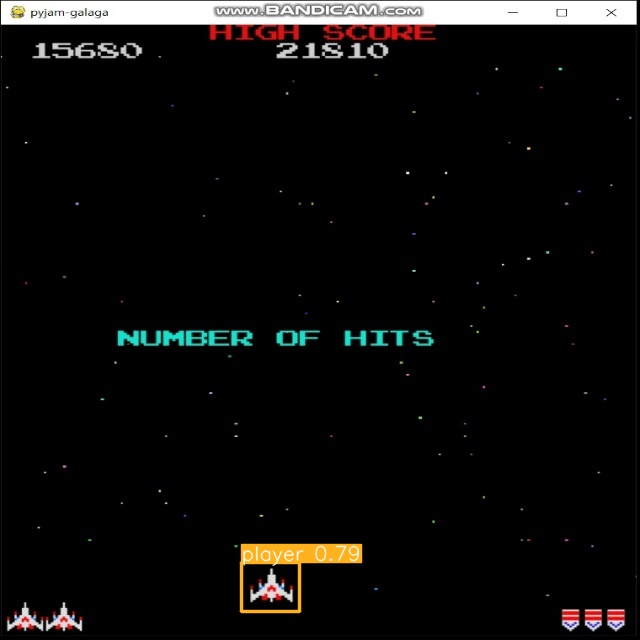 pyjam-galaga
www.BANDICAM.com
HIGH SCORE
15680 21810
NUMBER OF HITS
player 0.79